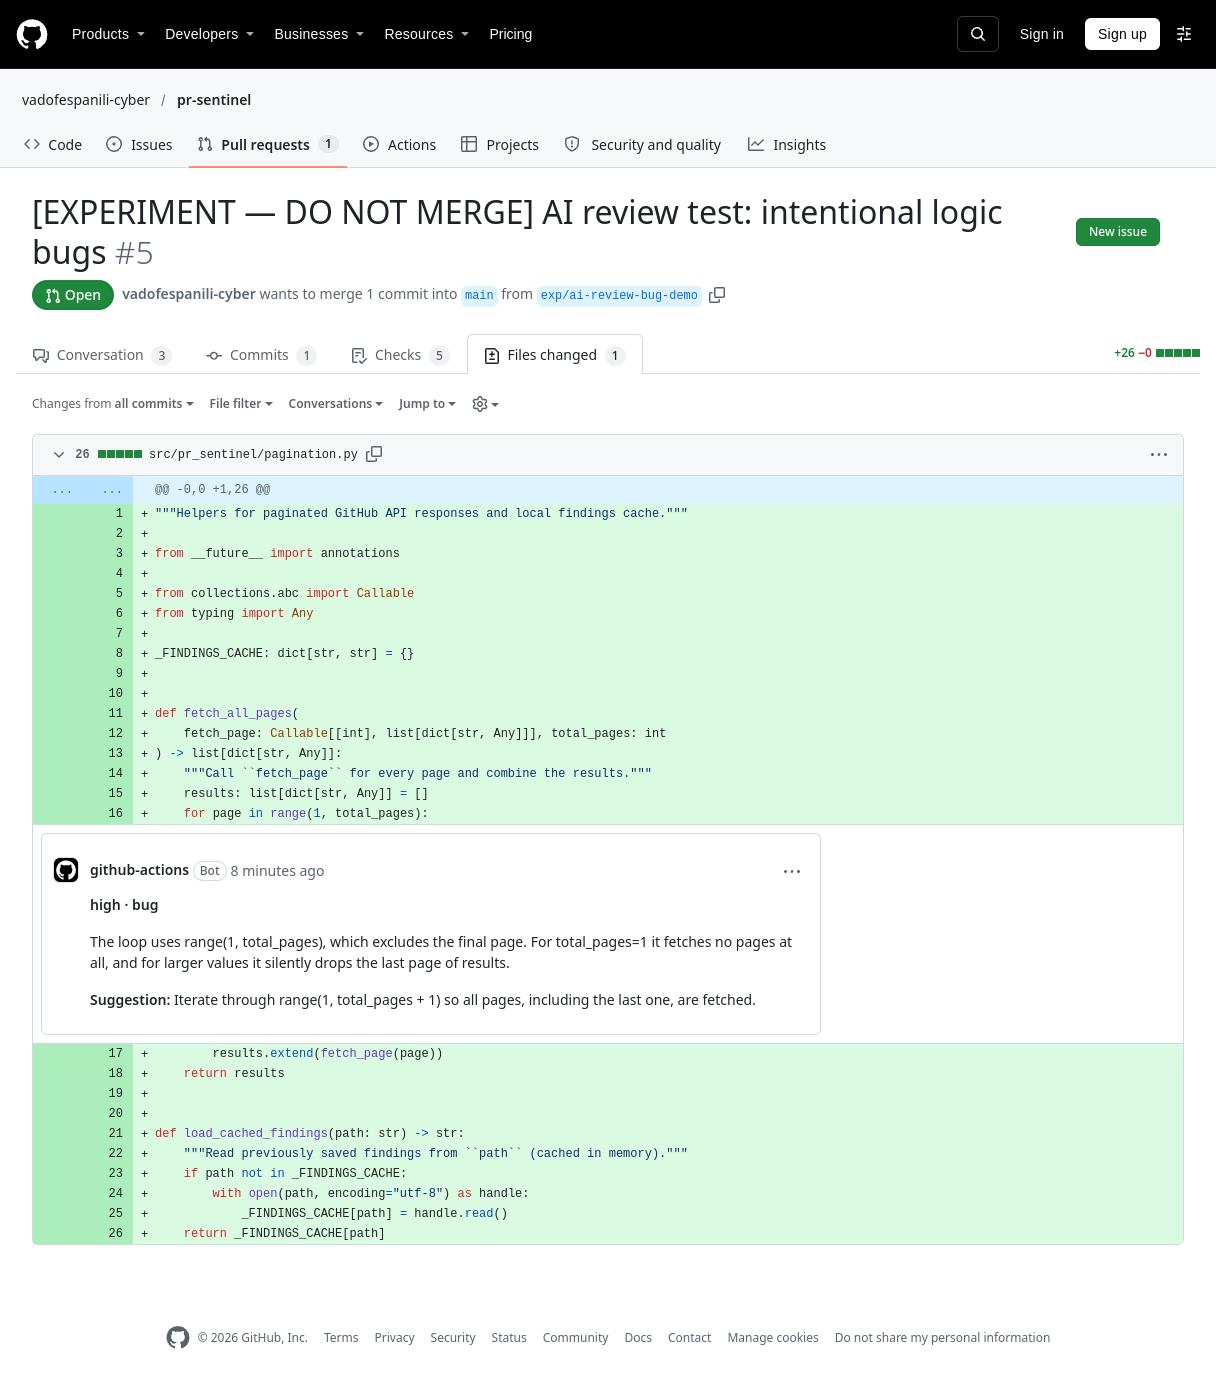 Products Developers Businesses Resources Pricing Sign in Sign up
vadofespanili-cyber / pr-sentinel
Code Issues Pull requests 1 Actions Projects Security and quality Insights
[EXPERIMENT — DO NOT MERGE] AI review test: intentional logic
bugs #5
New issue
Open vadofespanili-cyber wants to merge 1 commit into main from exp/ai-review-bug-demo
Conversation 3 Commits 1 Checks 5 Files changed 1 +26 −0
Changes from all commits File filter Conversations Jump to
26 src/pr_sentinel/pagination.py
... ... @@ -0,0 +1,26 @@
1 + """Helpers for paginated GitHub API responses and local findings cache."""
2 +
3 + from __future__ import annotations
4 +
5 + from collections.abc import Callable
6 + from typing import Any
7 +
8 + _FINDINGS_CACHE: dict[str, str] = {}
9 +
10 +
11 + def fetch_all_pages(
12 +     fetch_page: Callable[[int], list[dict[str, Any]]], total_pages: int
13 + ) -> list[dict[str, Any]]:
14 +     """Call ``fetch_page`` for every page and combine the results."""
15 +     results: list[dict[str, Any]] = []
16 +     for page in range(1, total_pages):
github-actions Bot 8 minutes ago
high · bug
The loop uses range(1, total_pages), which excludes the final page. For total_pages=1 it fetches no pages at
all, and for larger values it silently drops the last page of results.
Suggestion: Iterate through range(1, total_pages + 1) so all pages, including the last one, are fetched.
17 +         results.extend(fetch_page(page))
18 +     return results
19 +
20 +
21 + def load_cached_findings(path: str) -> str:
22 +     """Read previously saved findings from ``path`` (cached in memory)."""
23 +     if path not in _FINDINGS_CACHE:
24 +         with open(path, encoding="utf-8") as handle:
25 +             _FINDINGS_CACHE[path] = handle.read()
26 +     return _FINDINGS_CACHE[path]
© 2026 GitHub, Inc. Terms Privacy Security Status Community Docs Contact Manage cookies Do not share my personal information